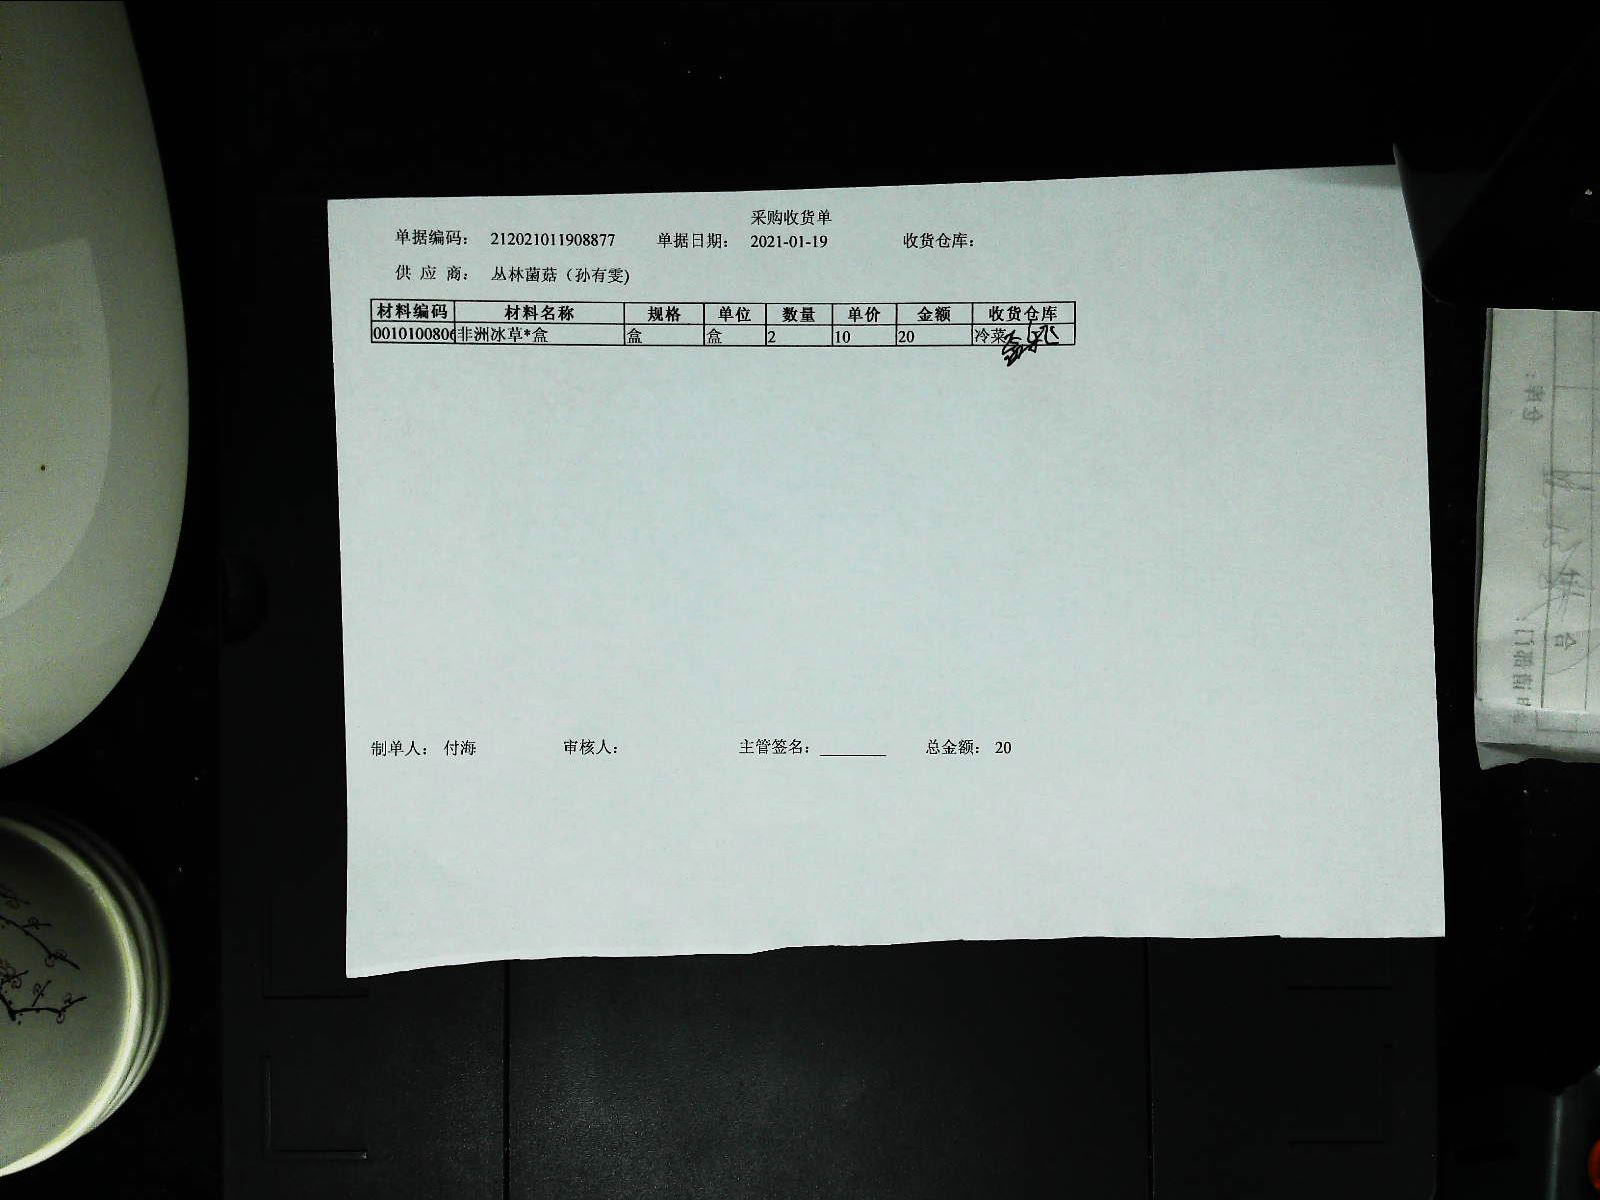 采购收货单
单据编码： 212021011908877 单据日期： 2021-01-19 收货仓库：
供 应 商： 丛林菌菇（孙有雯)
材料编码 材料名称 规格 单位 数量 单价 金额 收货仓库
0010100806 非洲冰草*盒 盒 盒 2 10 20 冷菜
制单人： 付海 审核人： 主管签名：________ 总金额： 20